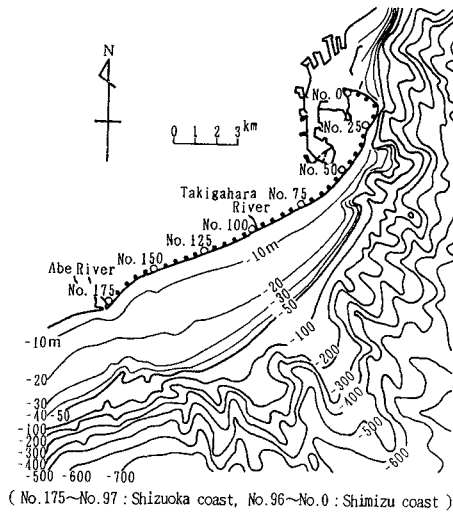 N
No. 0
0 1 2 3 km
No. 25
No. 50
Takigahara
River
No. 75
No. 100
No. 125
No. 150
Abe River
No. 175
-10m
-20
-30
-50
-100
-200
-300
-400
-500
-600
-10m
-20
-30
-40-50
-100
-200
-300
-400
-500 -600 -700
( No.175~No.97 : Shizuoka coast, No.96~No.0 : Shimizu coast )